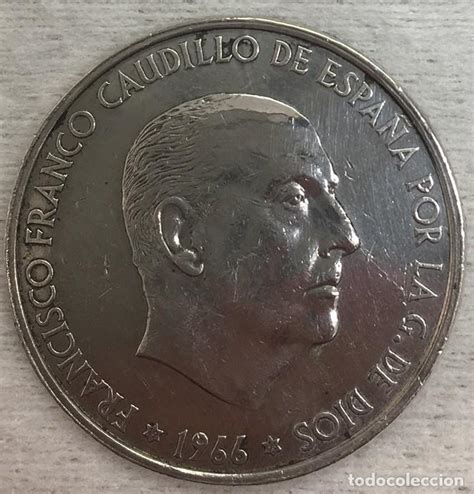 FRANCISCO FRANCO CAUDILLO DE ESPAÑA POR LA G. DE DIOS
★ 1966 ★
todocoleccion